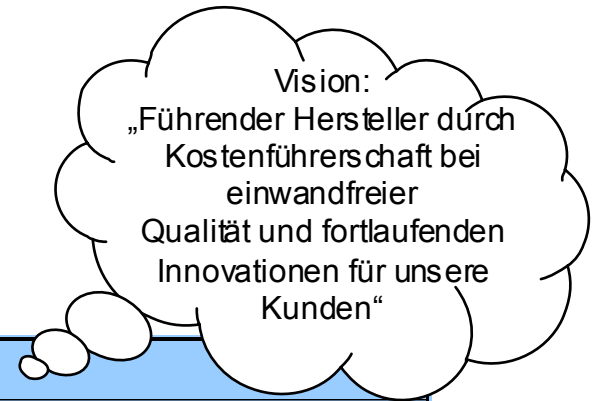 Vision:
„Führender Hersteller durch
Kostenführerschaft bei
einwandfreier
Qualität und fortlaufenden
Innovationen für unsere
Kunden“